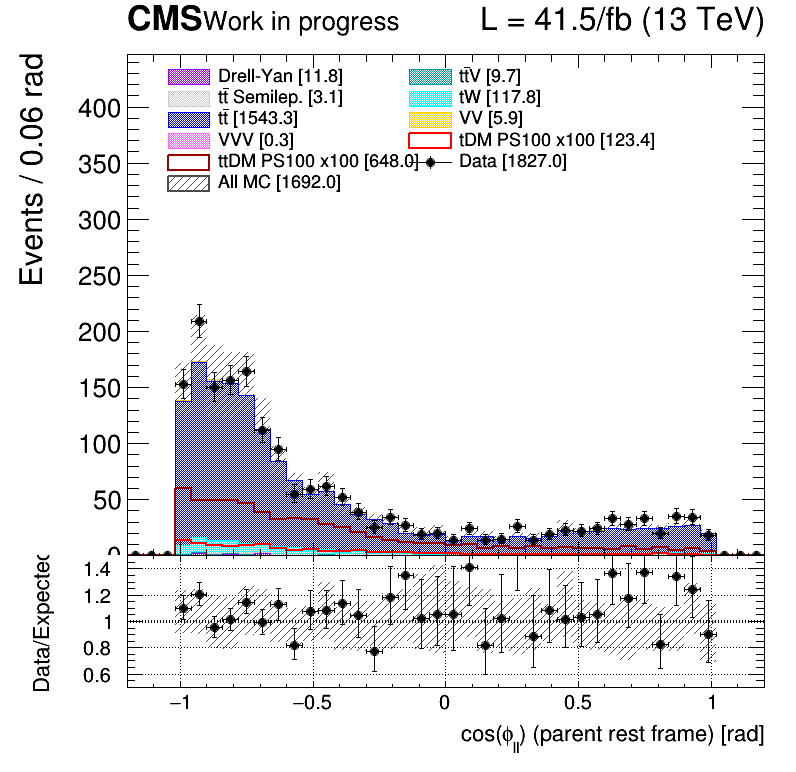 CMS Work in progress L = 41.5/fb (13 TeV)
Events / 0.06 rad
Drell-Yan [11.8] tt̄V [9.7]
tt̄ Semilep. [3.1] tW [117.8]
tt̄ [1543.3] VV [5.9]
VVV [0.3] tDM PS100 x100 [123.4]
ttDM PS100 x100 [648.0] Data [1827.0]
All MC [1692.0]
400
350
300
250
200
150
100
50
0
Data/Expected
1.4
1.2
1
0.8
0.6
−1 −0.5 0 0.5 1
cos(ϕ_ll) (parent rest frame) [rad]